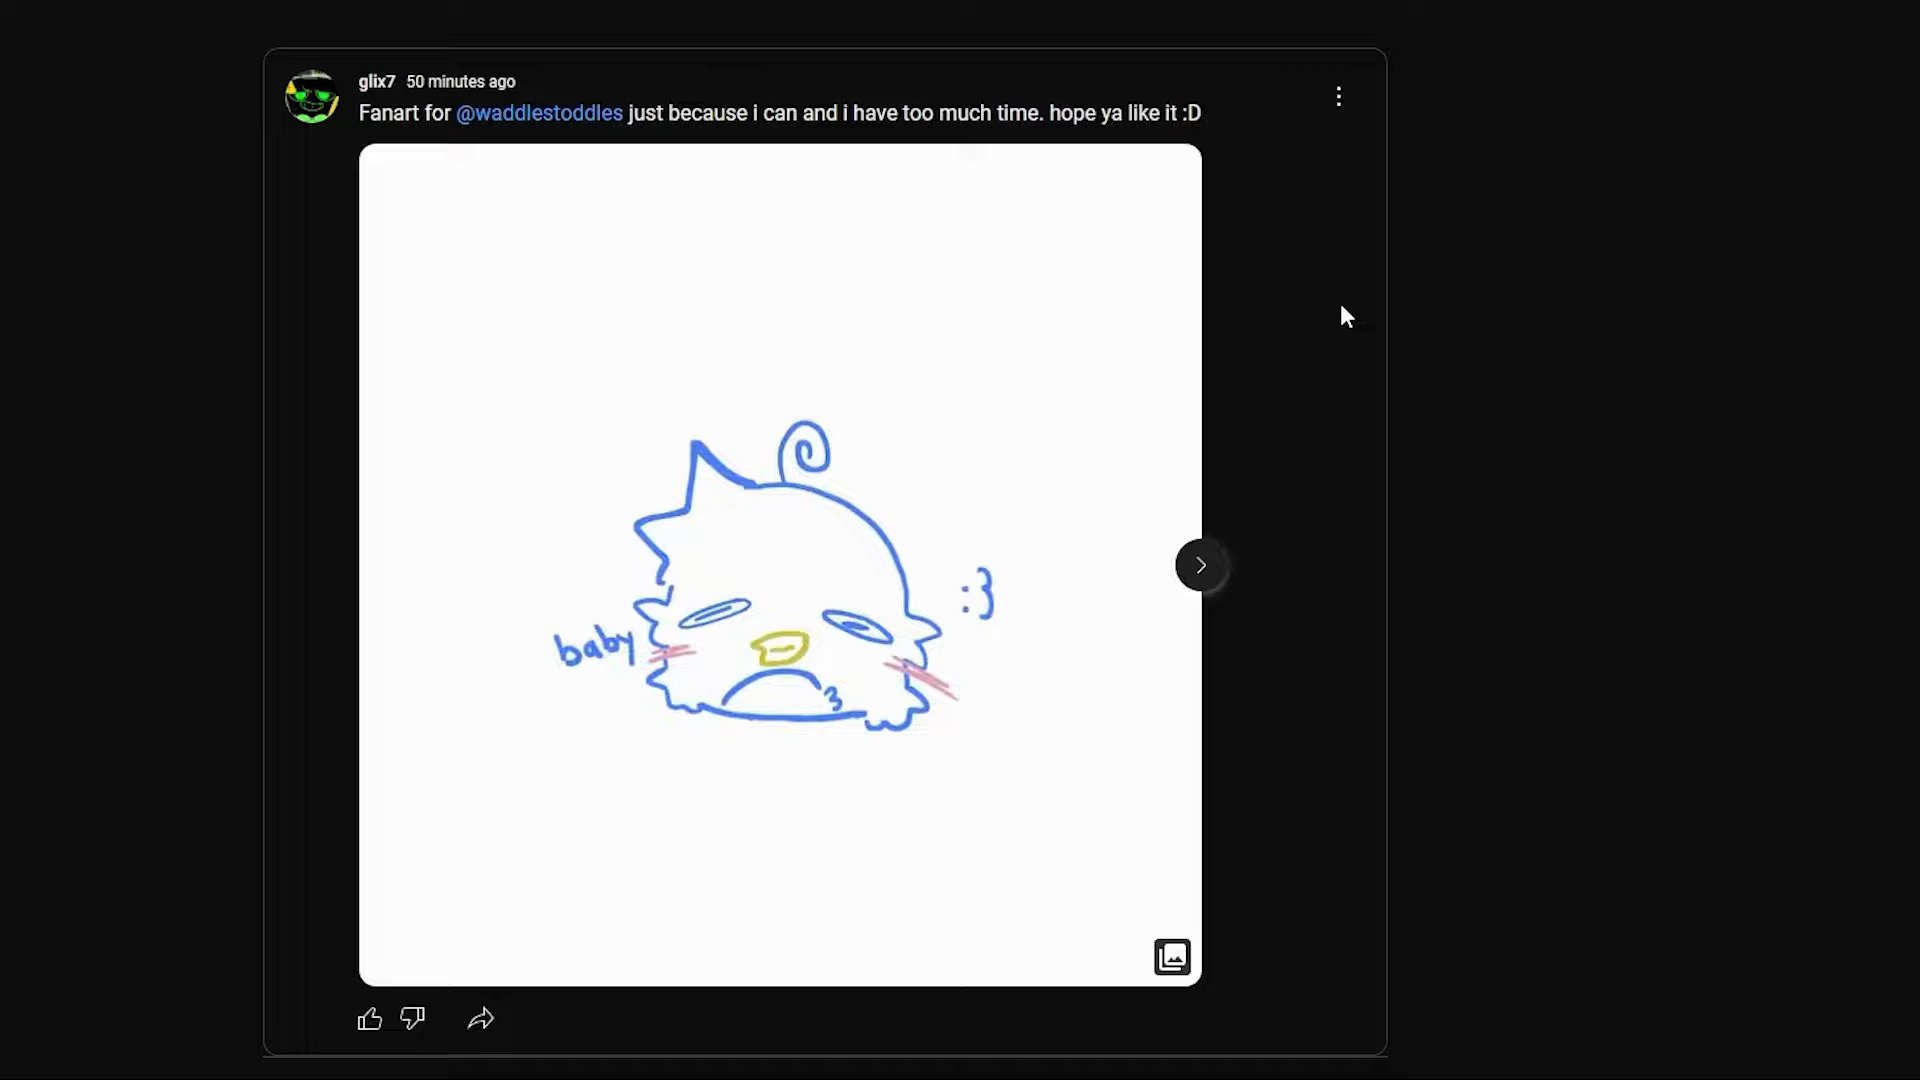 glix7 50 minutes ago
Fanart for @waddlestoddles just because i can and i have too much time. hope ya like it :D
:3
baby
3